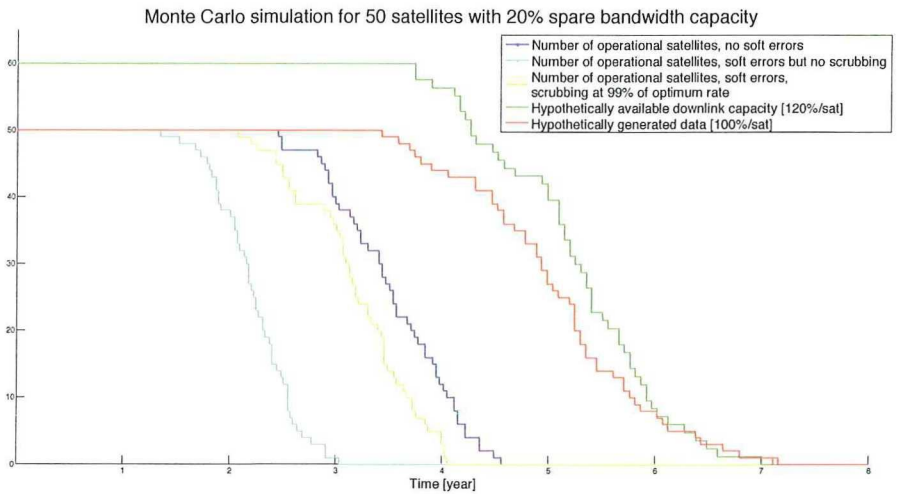 Monte Carlo simulation for 50 satellites with 20% spare bandwidth capacity
Number of operational satellites, no soft errors
Number of operational satellites, soft errors but no scrubbing
Number of operational satellites, soft errors,
scrubbing at 99% of optimum rate
Hypothetically available downlink capacity [120%/sat]
Hypothetically generated data [100%/sat]
60
50
40
30
20
10
0
1
2
3
4
5
6
7
8
Time [year]